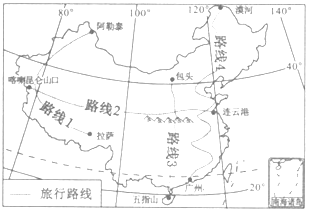 80°
100°
120°
漠河
140°
阿勒泰
路线4
40°
包头
喀喇昆仑山口
路线2
连云港
路线1
拉萨
路线3
广州
20°
旅行路线
五指山
南海诸岛